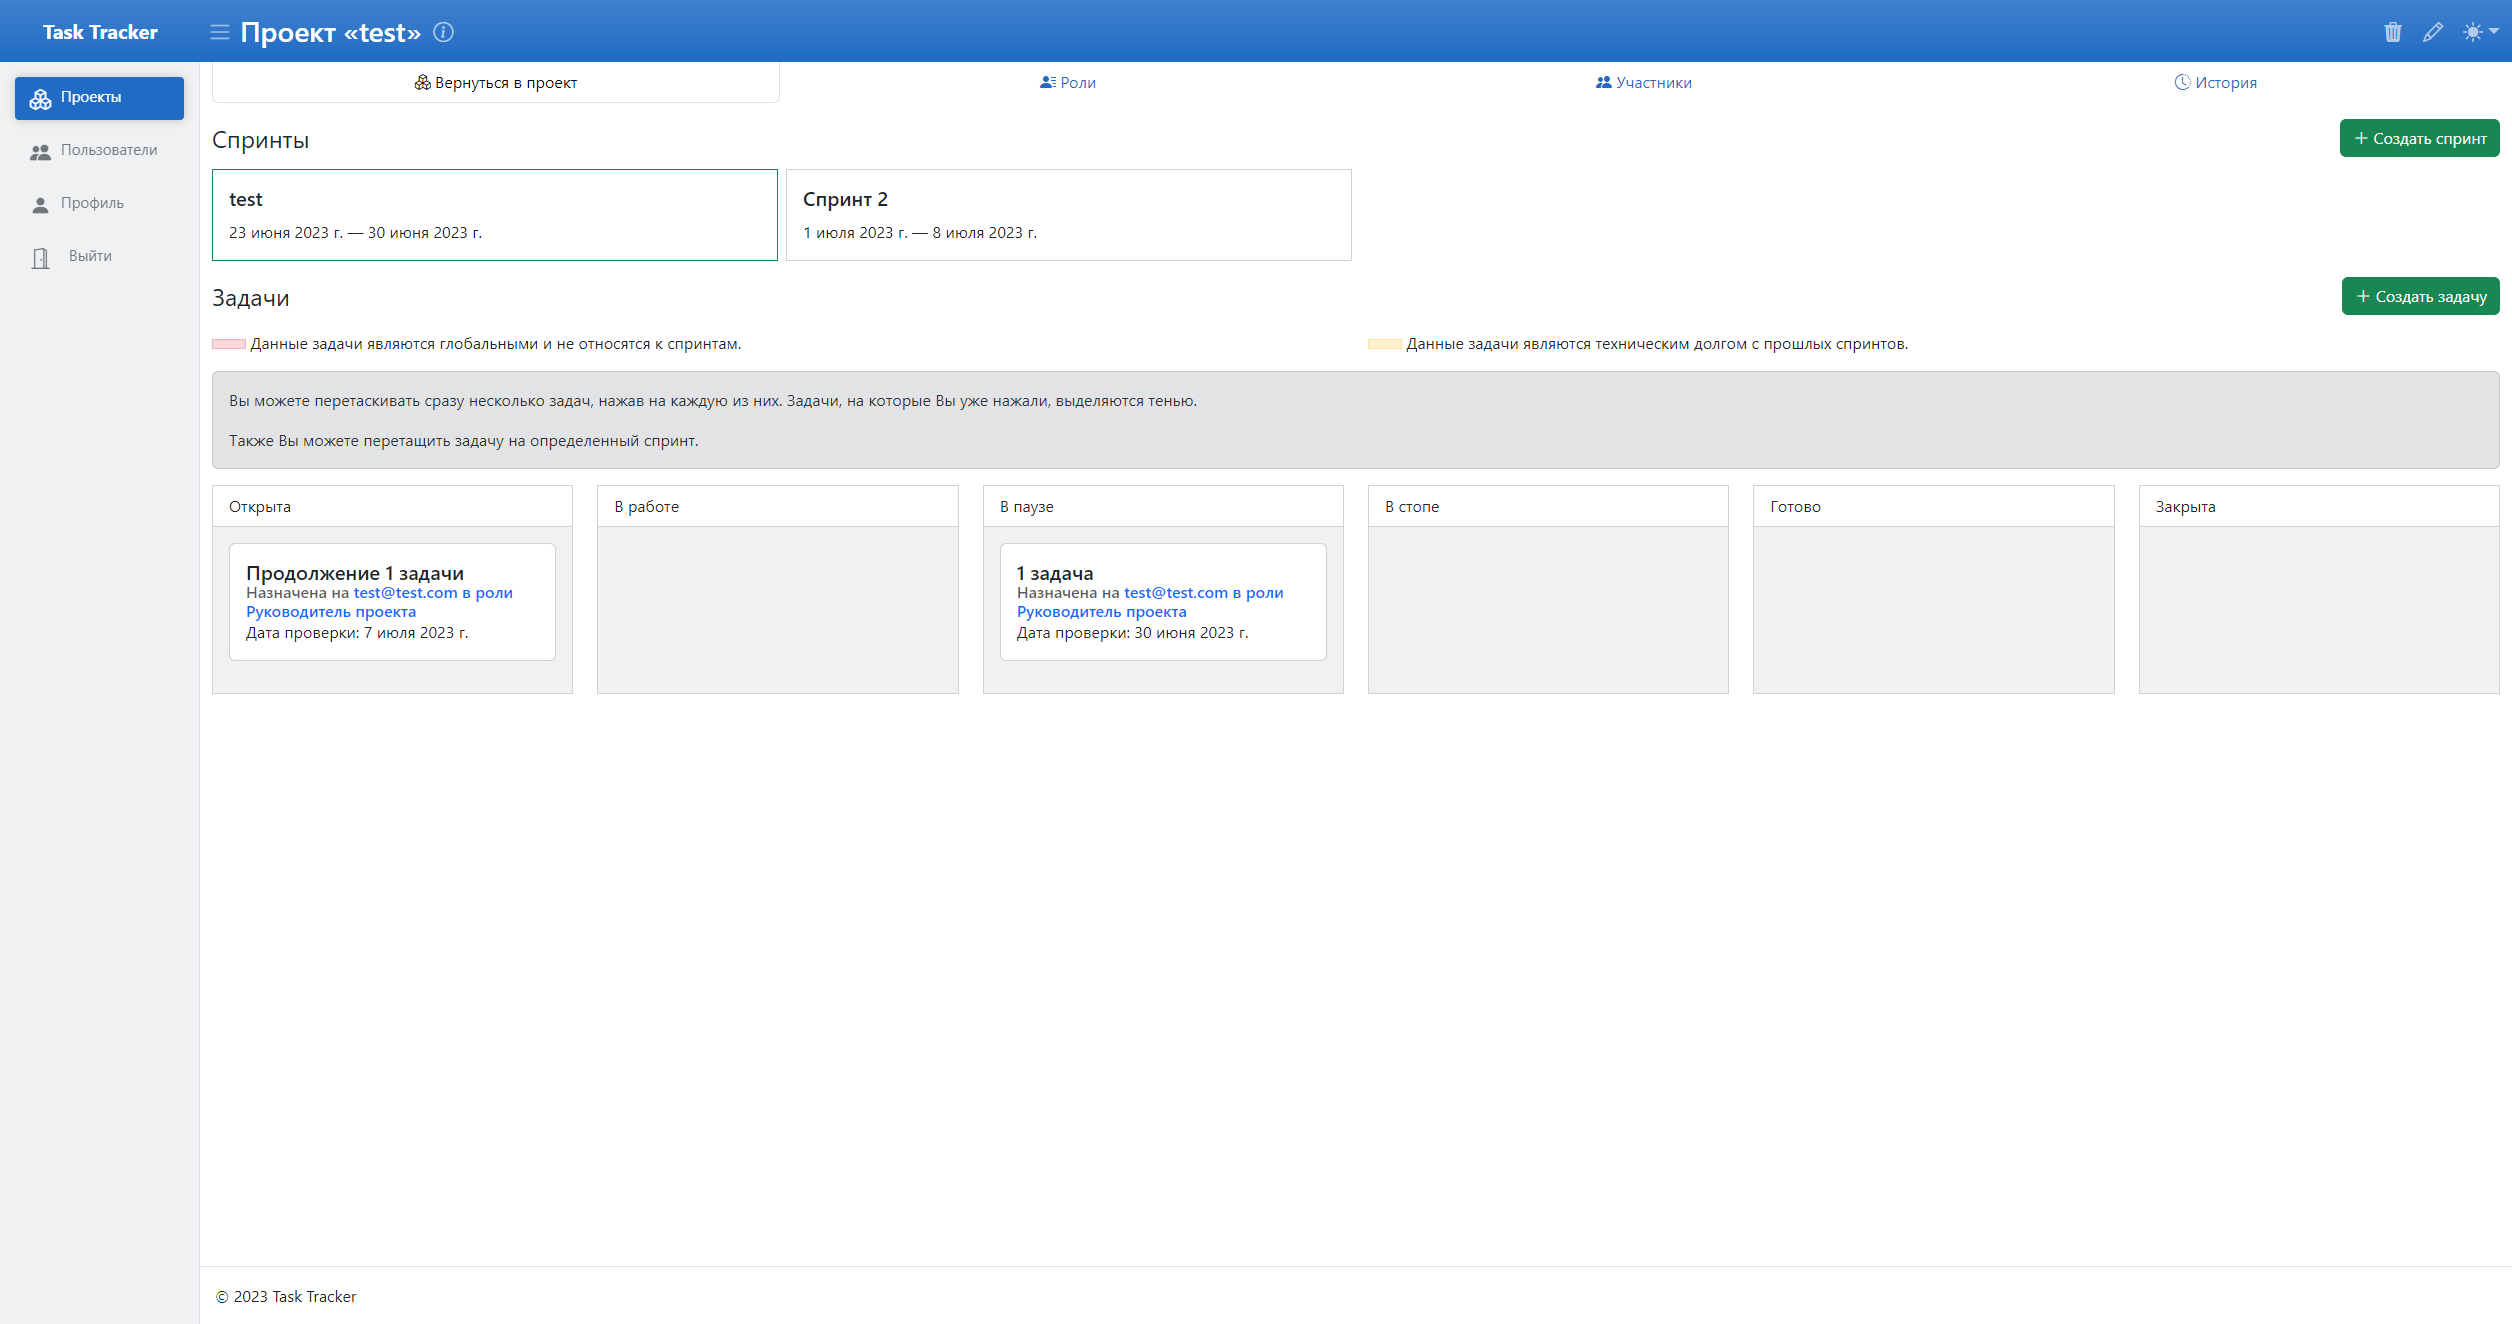 Task Tracker
Проект «test»
Проекты
Пользователи
Профиль
Выйти
Вернуться в проект
Роли
Участники
История
Спринты
Создать спринт
test
23 июня 2023 г. — 30 июня 2023 г.
Спринт 2
1 июля 2023 г. — 8 июля 2023 г.
Задачи
Создать задачу
Данные задачи являются глобальными и не относятся к спринтам.
Данные задачи являются техническим долгом с прошлых спринтов.
Вы можете перетаскивать сразу несколько задач, нажав на каждую из них. Задачи, на которые Вы уже нажали, выделяются тенью.
Также Вы можете перетащить задачу на определенный спринт.
Открыта
Продолжение 1 задачи
Назначена на test@test.com в роли
Руководитель проекта
Дата проверки: 7 июля 2023 г.
В работе
В паузе
1 задача
Назначена на test@test.com в роли
Руководитель проекта
Дата проверки: 30 июня 2023 г.
В стопе
Готово
Закрыта
© 2023 Task Tracker